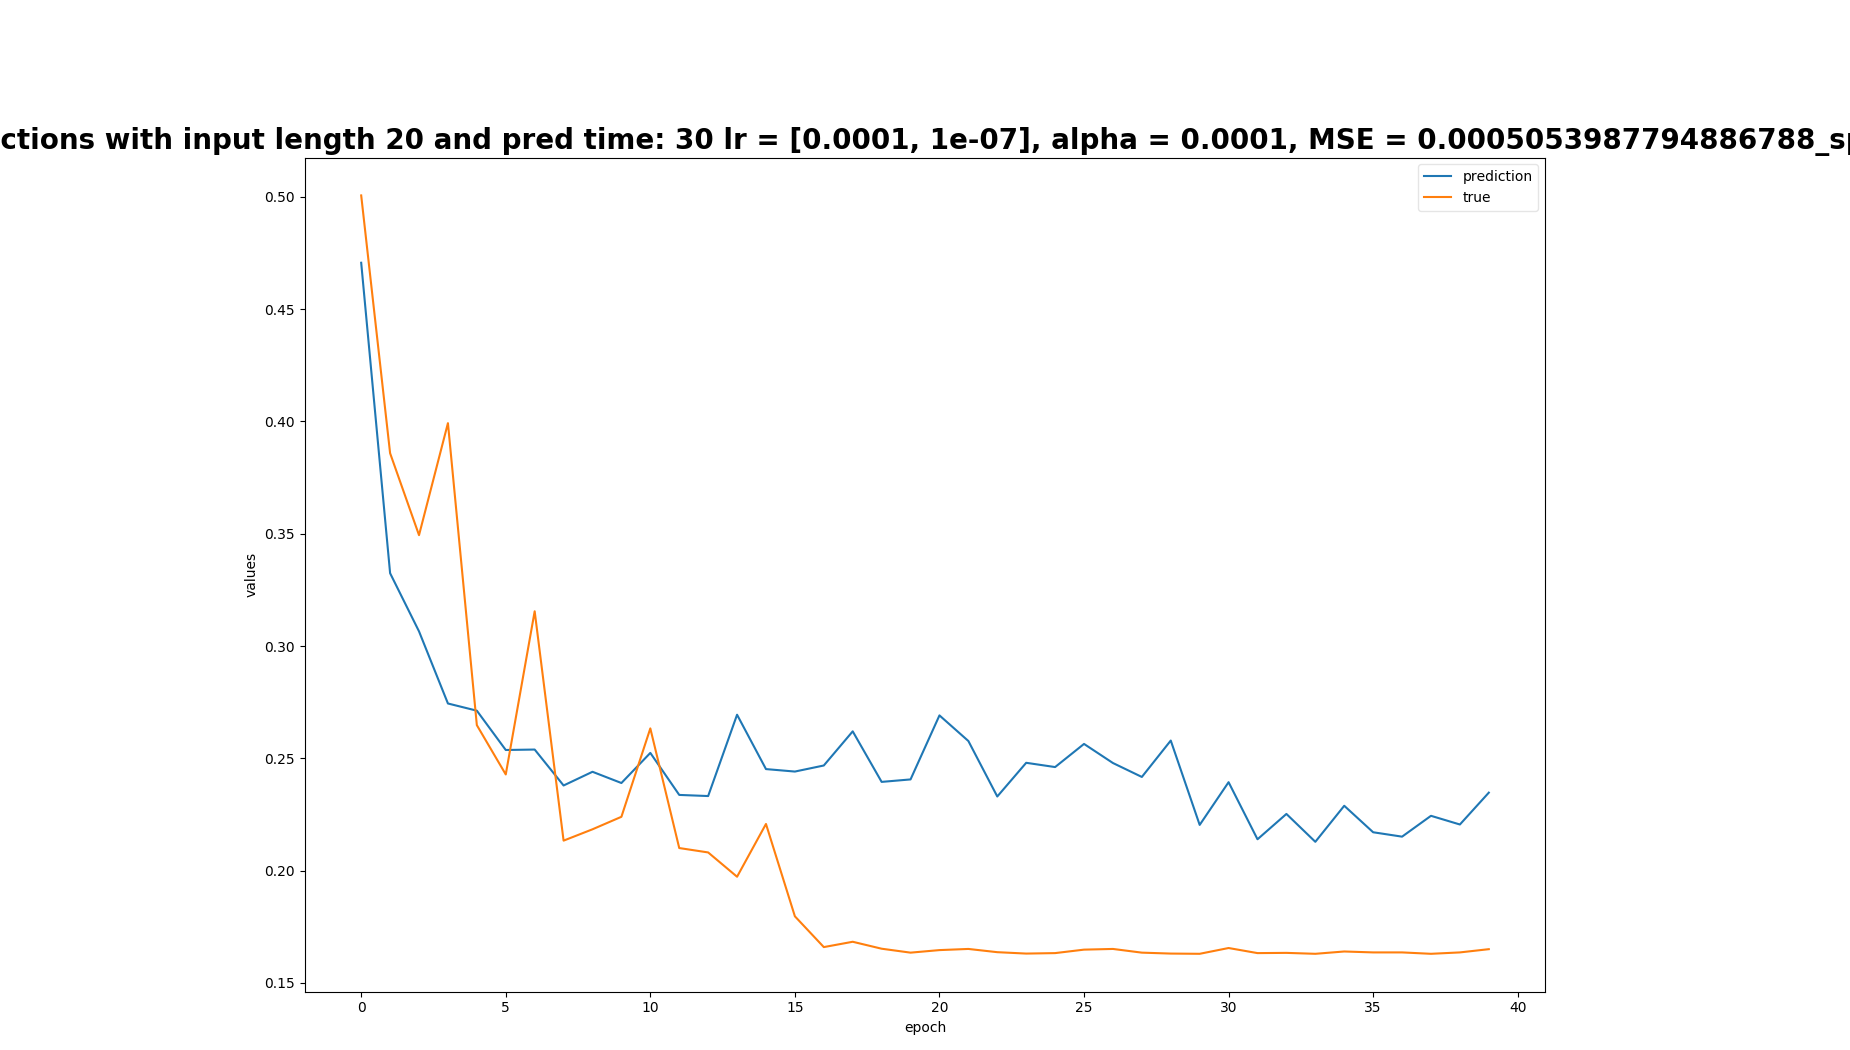 ctions with input length 20 and pred time: 30 lr = [0.0001, 1e-07], alpha = 0.0001, MSE = 0.0005053987794886788_sp
prediction
true
0.50
0.45
0.40
0.35
0.30
0.25
0.20
0.15
values
0 5 10 15 20 25 30 35 40
epoch